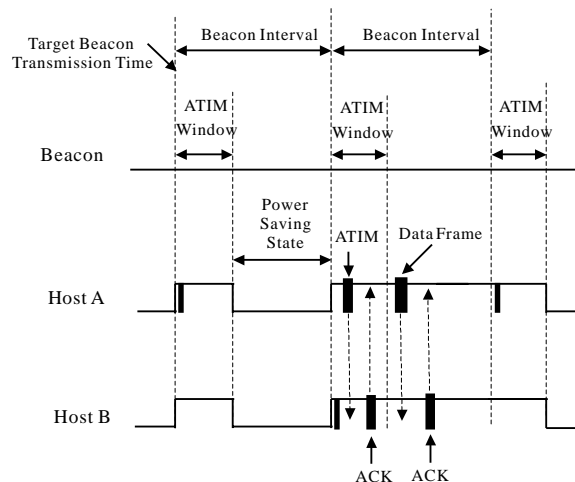 Target Beacon
Transmission Time
Beacon Interval
Beacon Interval
ATIM
Window
ATIM
Window
ATIM
Window
Beacon
Power
Saving
State
ATIM
Data Frame
Host A
Host B
ACK
ACK